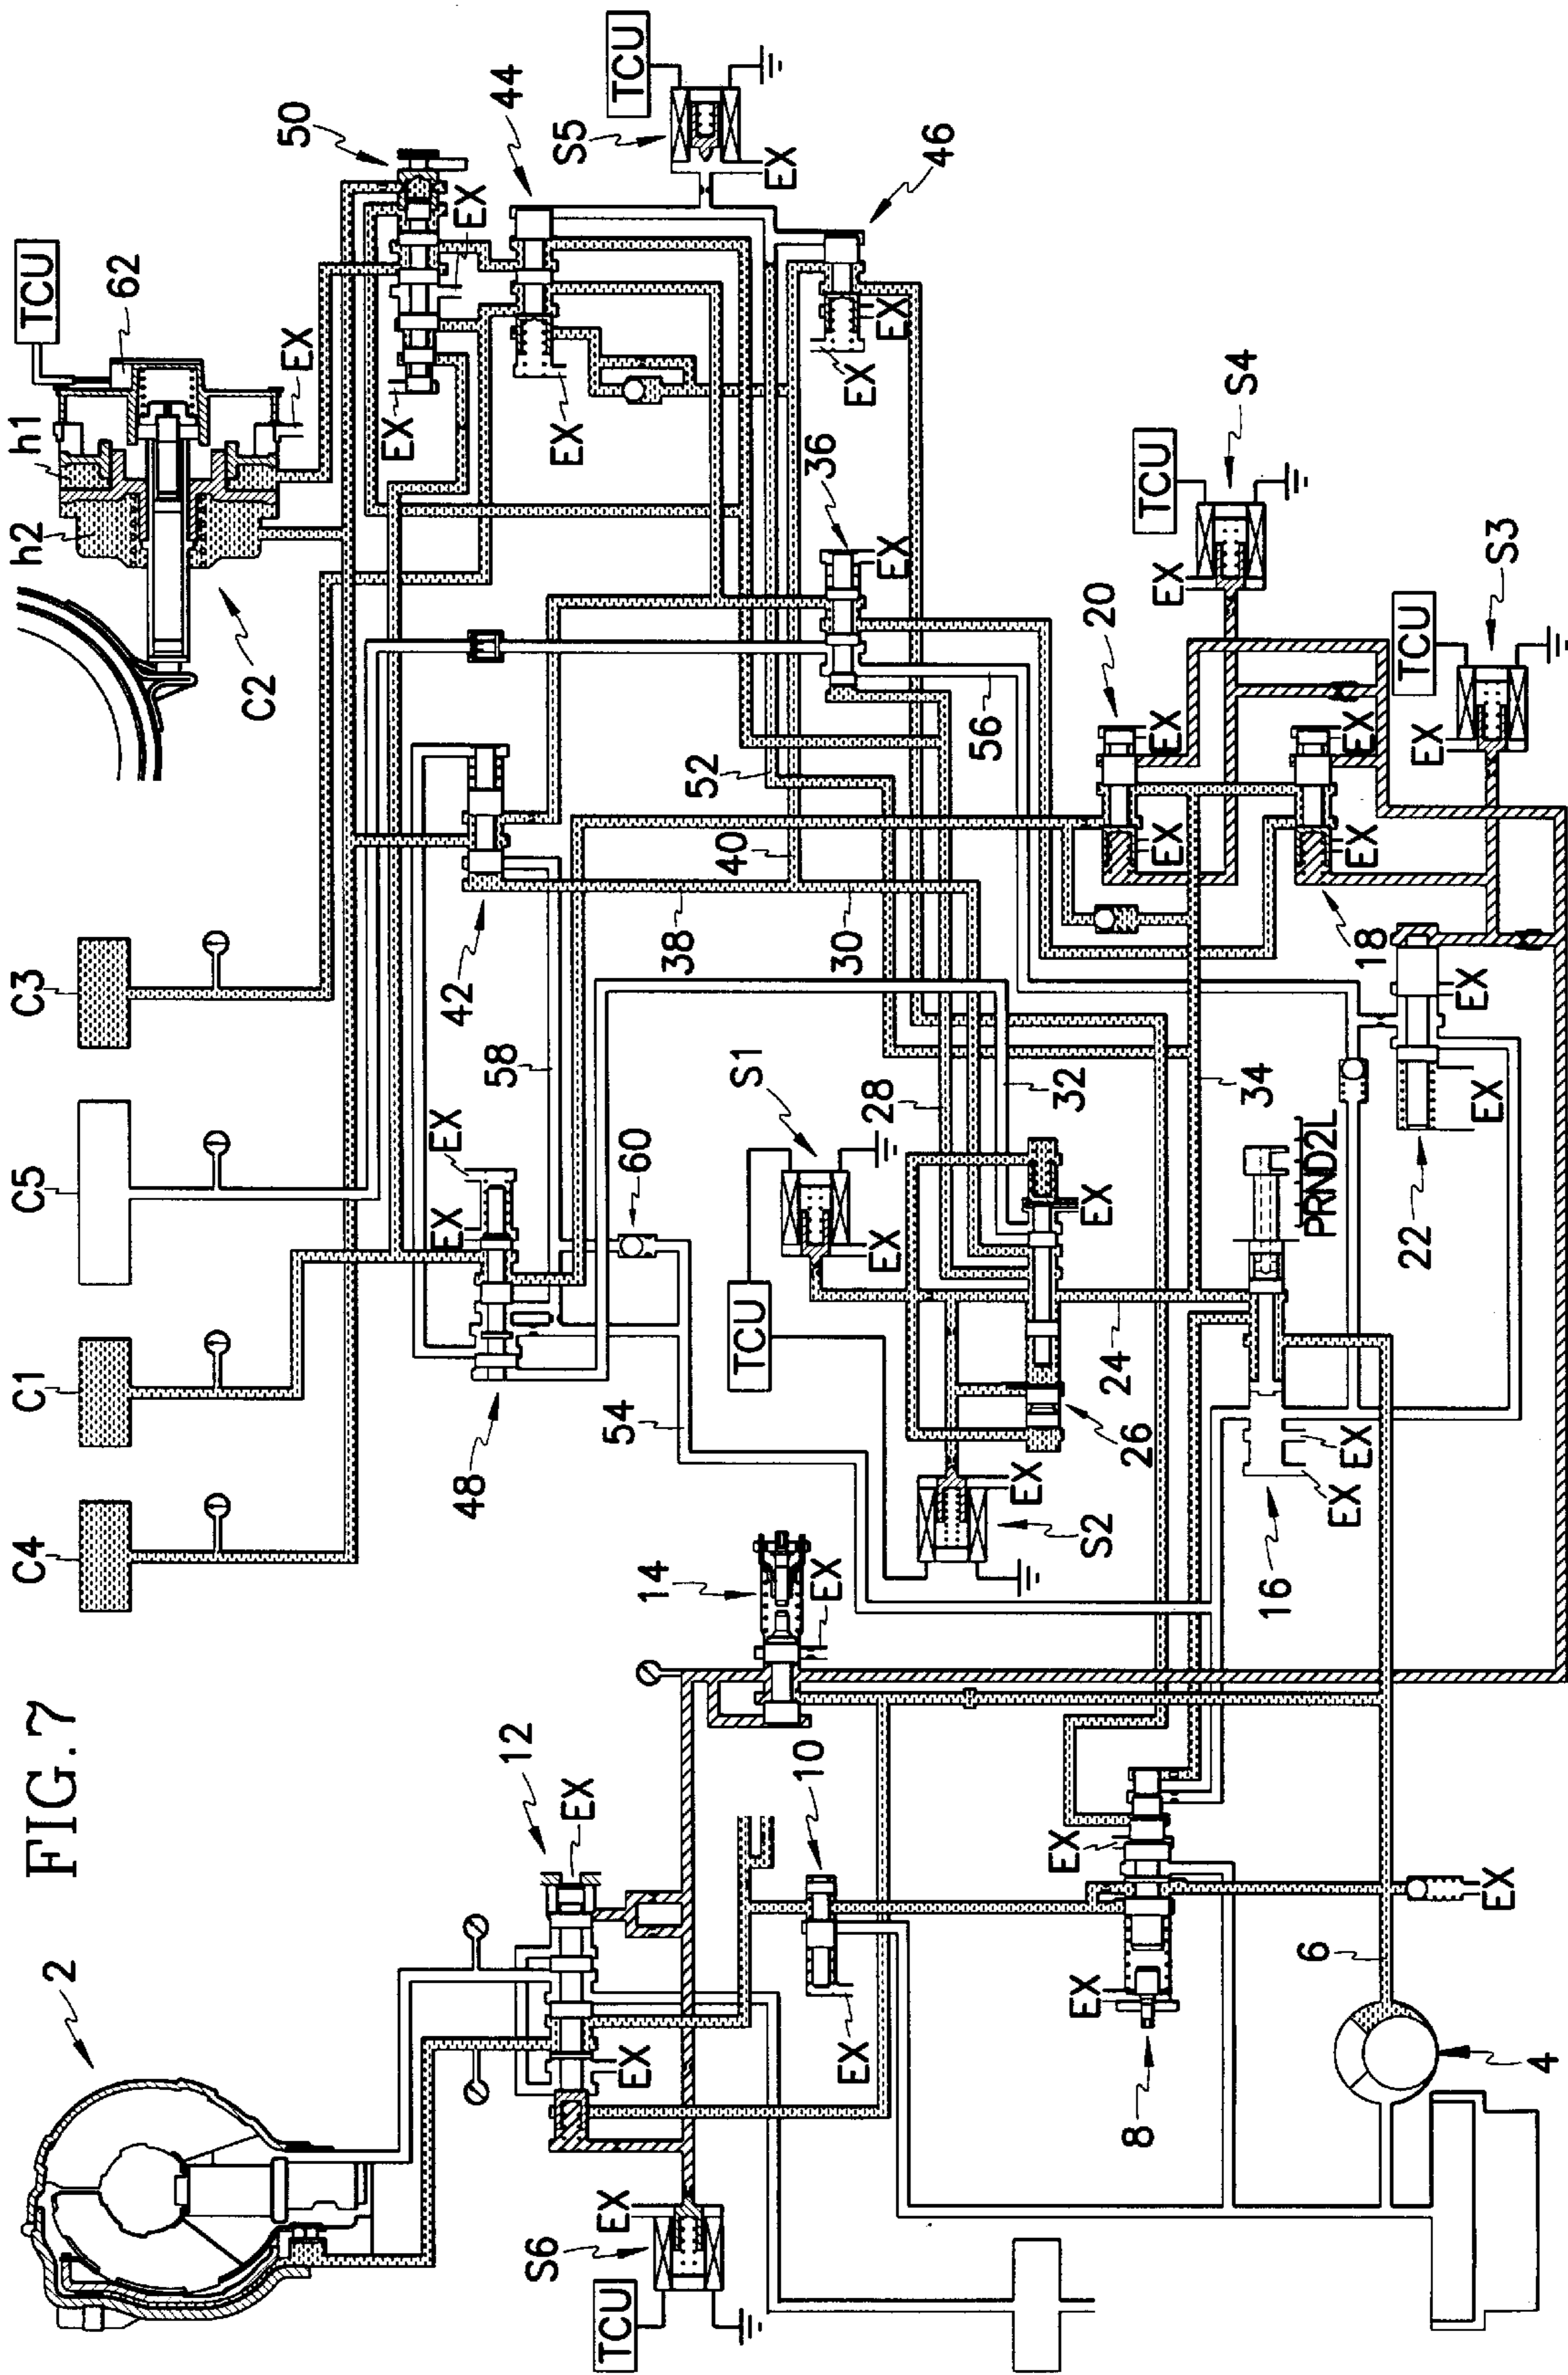 FIG.7
2
TCU
62
EX
h1
h2
C2
50
EX
EX
44
EX
TCU
S5
EX
46
EX
EX
C3
C5
C1
C4
36
EX
42
52
40
38
30
56
58
EX
EX
48
60
54
TCU
S4
EX
20
EX
EX
TCU
S3
EX
EX
EX
18
EX
EX
22
34
PRND2L
S1
28
32
EX
TCU
EX
24
26
EX
S2
16
EX
EX
14
EX
12
EX
EX
10
EX
EX
EX
8
6
EX
4
S6
EX
TCU